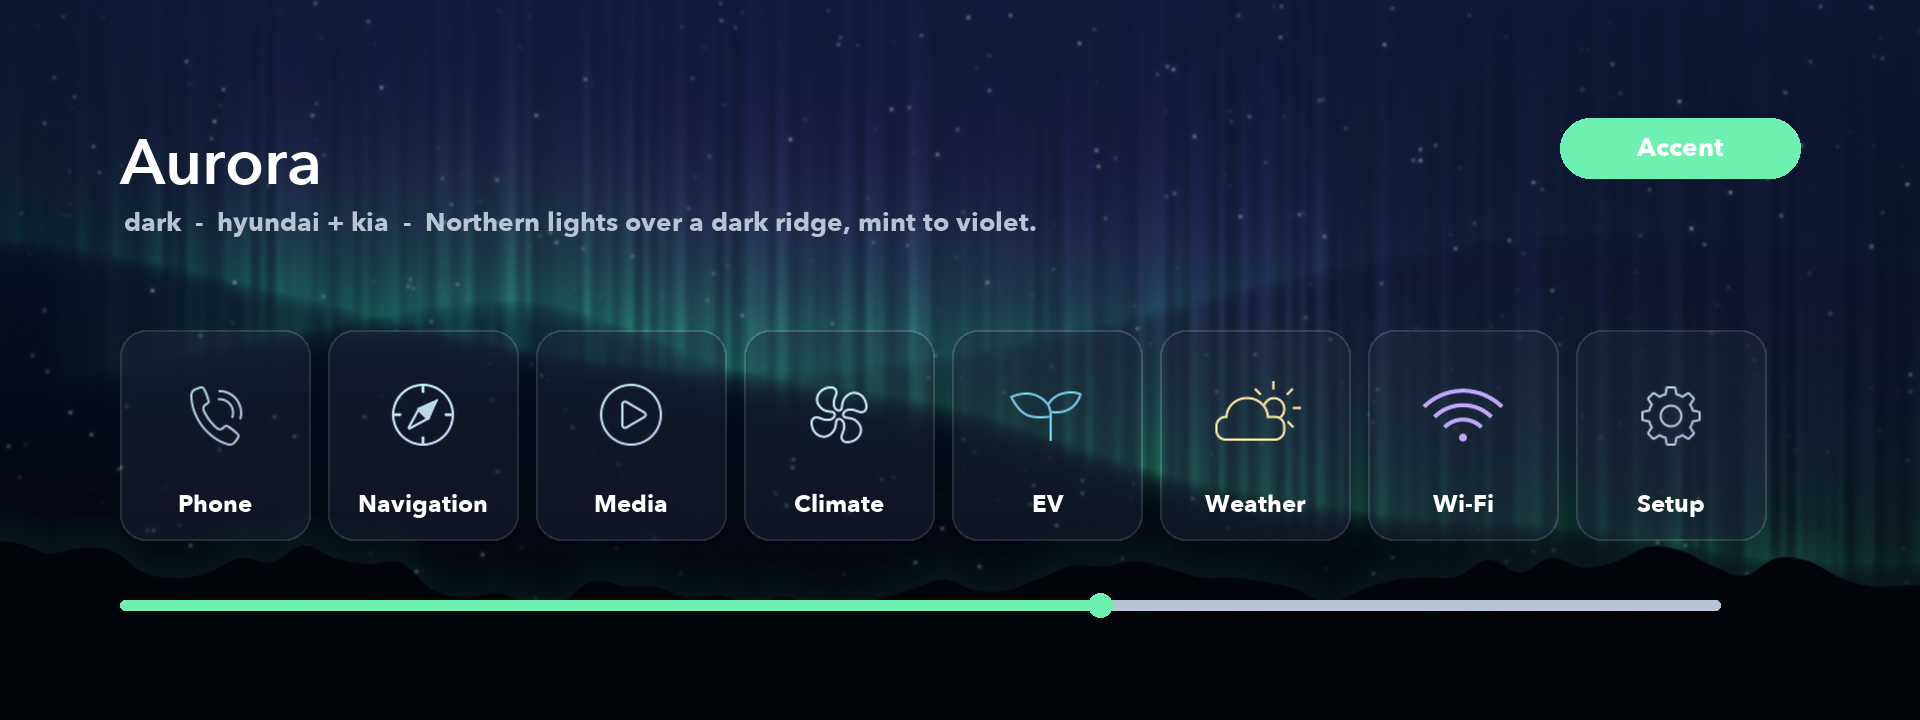 Aurora
Accent
dark - hyundai + kia - Northern lights over a dark ridge, mint to violet.
Phone
Navigation
Media
Climate
EV
Weather
Wi-Fi
Setup